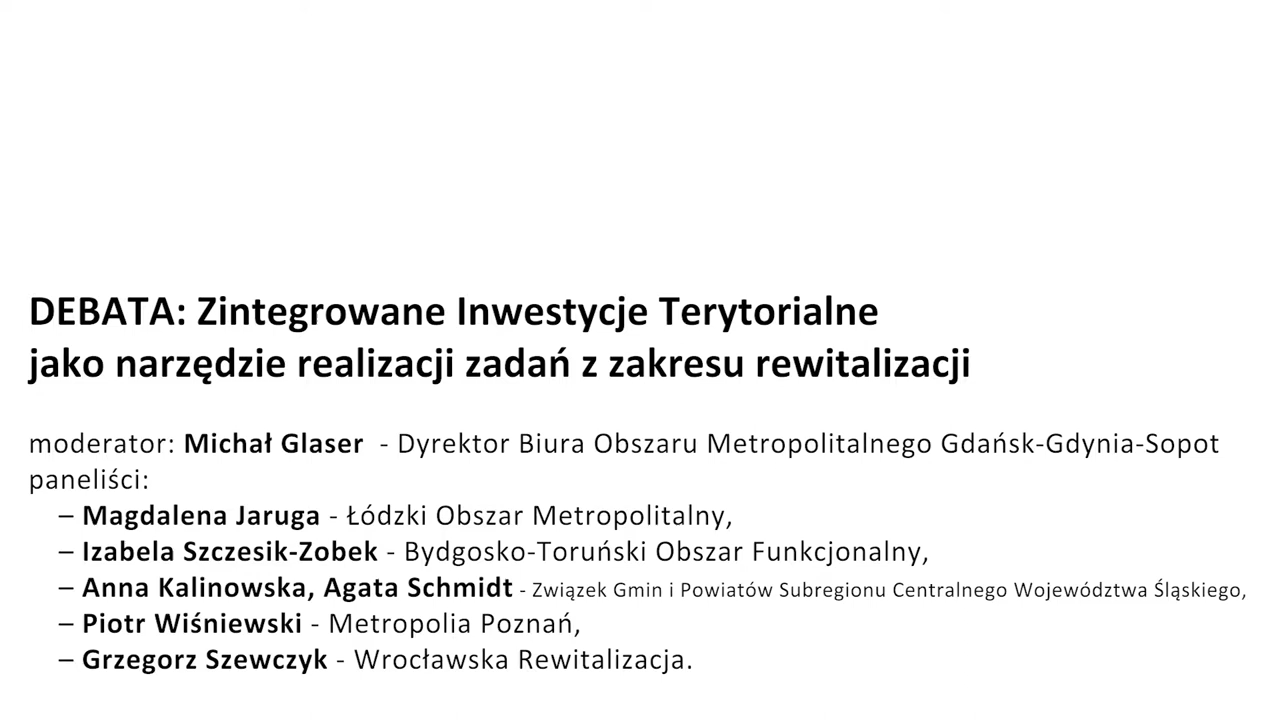 DEBATA: Zintegrowane Inwestycje Terytorialne
jako narzędzie realizacji zadań z zakresu rewitalizacji
moderator: Michał Glaser - Dyrektor Biura Obszaru Metropolitalnego Gdańsk-Gdynia-Sopot
paneliści:
– Magdalena Jaruga - Łódzki Obszar Metropolitalny,
– Izabela Szczesik-Zobek - Bydgosko-Toruński Obszar Funkcjonalny,
– Anna Kalinowska, Agata Schmidt - Związek Gmin i Powiatów Subregionu Centralnego Województwa Śląskiego,
– Piotr Wiśniewski - Metropolia Poznań,
– Grzegorz Szewczyk - Wrocławska Rewitalizacja.